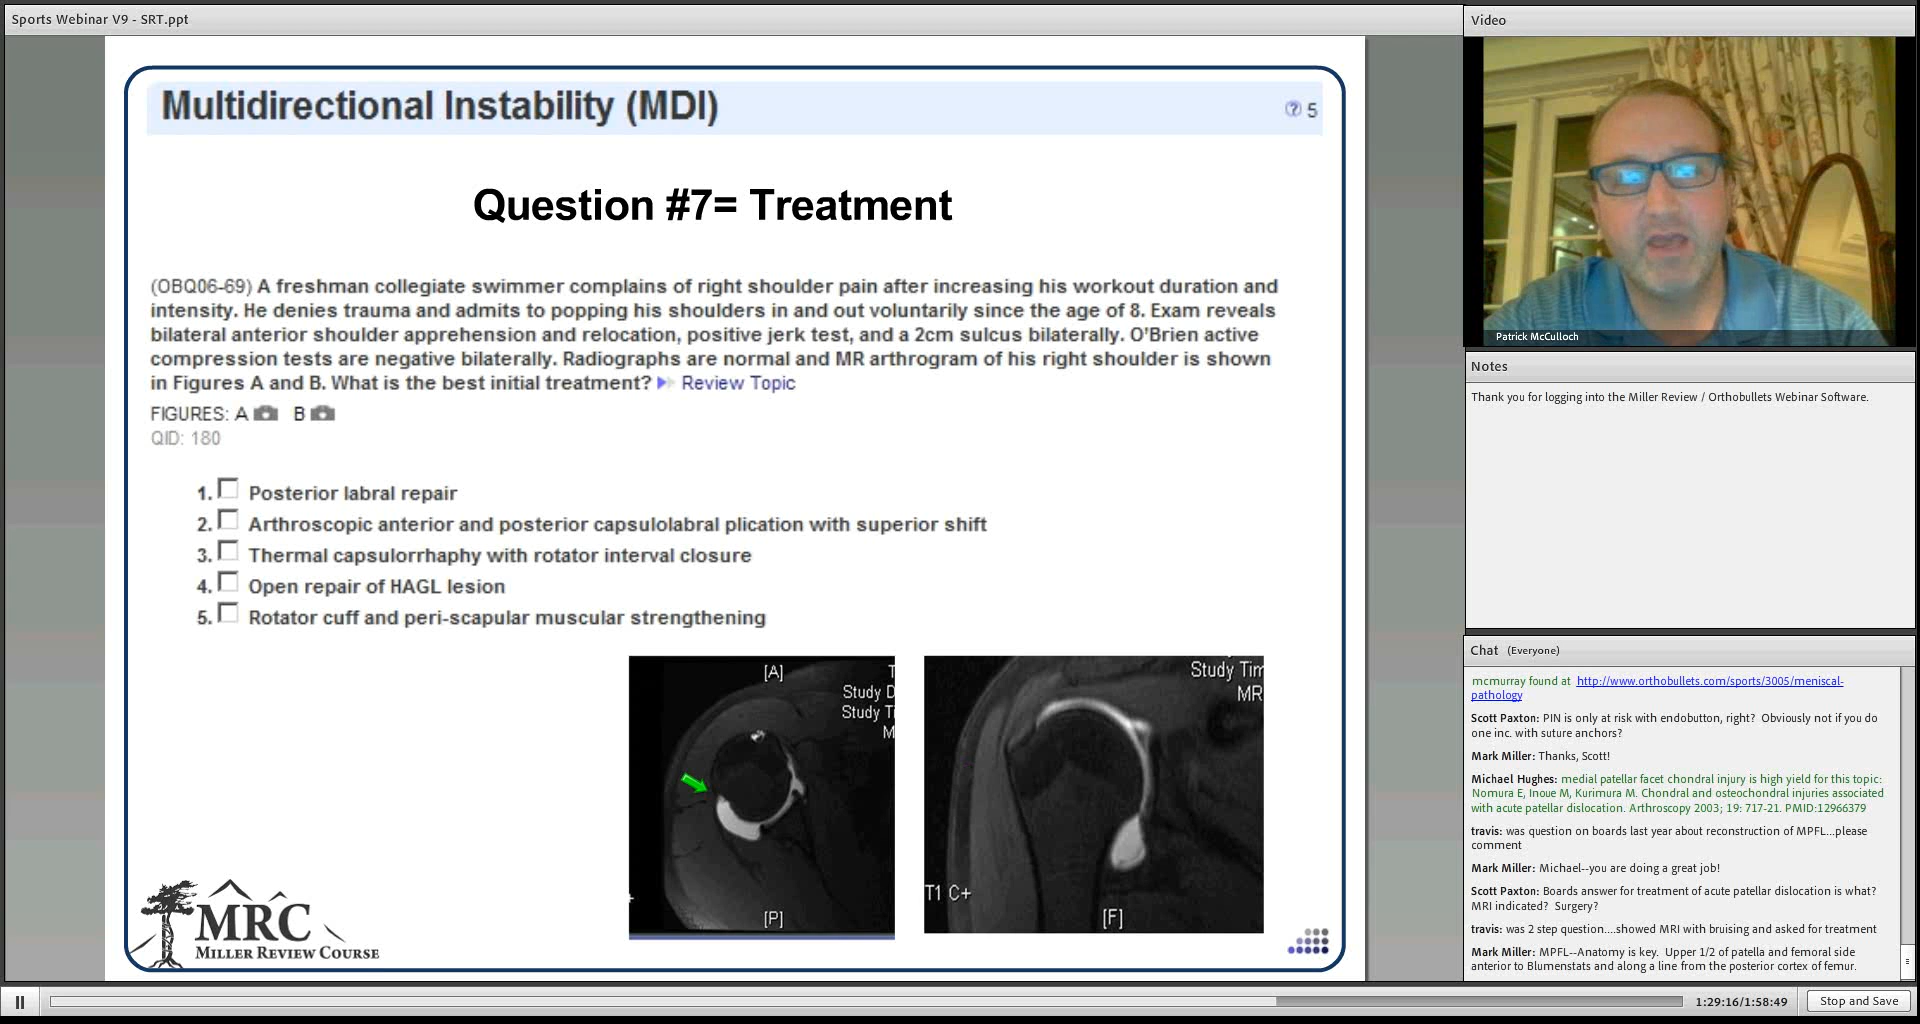 Sports Webinar V9 - SRT.ppt
Multidirectional Instability (MDI)
? 5
Question #7= Treatment
(OBQ06-69) A freshman collegiate swimmer complains of right shoulder pain after increasing his workout duration and
intensity. He denies trauma and admits to popping his shoulders in and out voluntarily since the age of 8. Exam reveals
bilateral anterior shoulder apprehension and relocation, positive jerk test, and a 2cm sulcus bilaterally. O'Brien active
compression tests are negative bilaterally. Radiographs are normal and MR arthrogram of his right shoulder is shown
in Figures A and B. What is the best initial treatment? Review Topic
FIGURES: A B
QID: 180
1. Posterior labral repair
2. Arthroscopic anterior and posterior capsulolabral plication with superior shift
3. Thermal capsulorrhaphy with rotator interval closure
4. Open repair of HAGL lesion
5. Rotator cuff and peri-scapular muscular strengthening
[A]
T
Study D
Study Ti
M
[P]
Study Tim
MR
T1 C+
[F]
MRC
MILLER REVIEW COURSE
Video
Patrick McCulloch
Notes
Thank you for logging into the Miller Review / Orthobullets Webinar Software.
Chat (Everyone)
mcmurray found at http://www.orthobullets.com/sports/3005/meniscal-
pathology
Scott Paxton: PIN is only at risk with endobutton, right? Obviously not if you do
one inc. with suture anchors?
Mark Miller: Thanks, Scott!
Michael Hughes: medial patellar facet chondral injury is high yield for this topic:
Nomura E, Inoue M, Kurimura M. Chondral and osteochondral injuries associated
with acute patellar dislocation. Arthroscopy 2003; 19: 717-21. PMID:12966379
travis: was question on boards last year about reconstruction of MPFL...please
comment
Mark Miller: Michael--you are doing a great job!
Scott Paxton: Boards answer for treatment of acute patellar dislocation is what?
MRI indicated? Surgery?
travis: was 2 step question....showed MRI with bruising and asked for treatment
Mark Miller: MPFL--Anatomy is key. Upper 1/2 of patella and femoral side
anterior to Blumenstats and along a line from the posterior cortex of femur.
1:29:16/1:58:49
Stop and Save